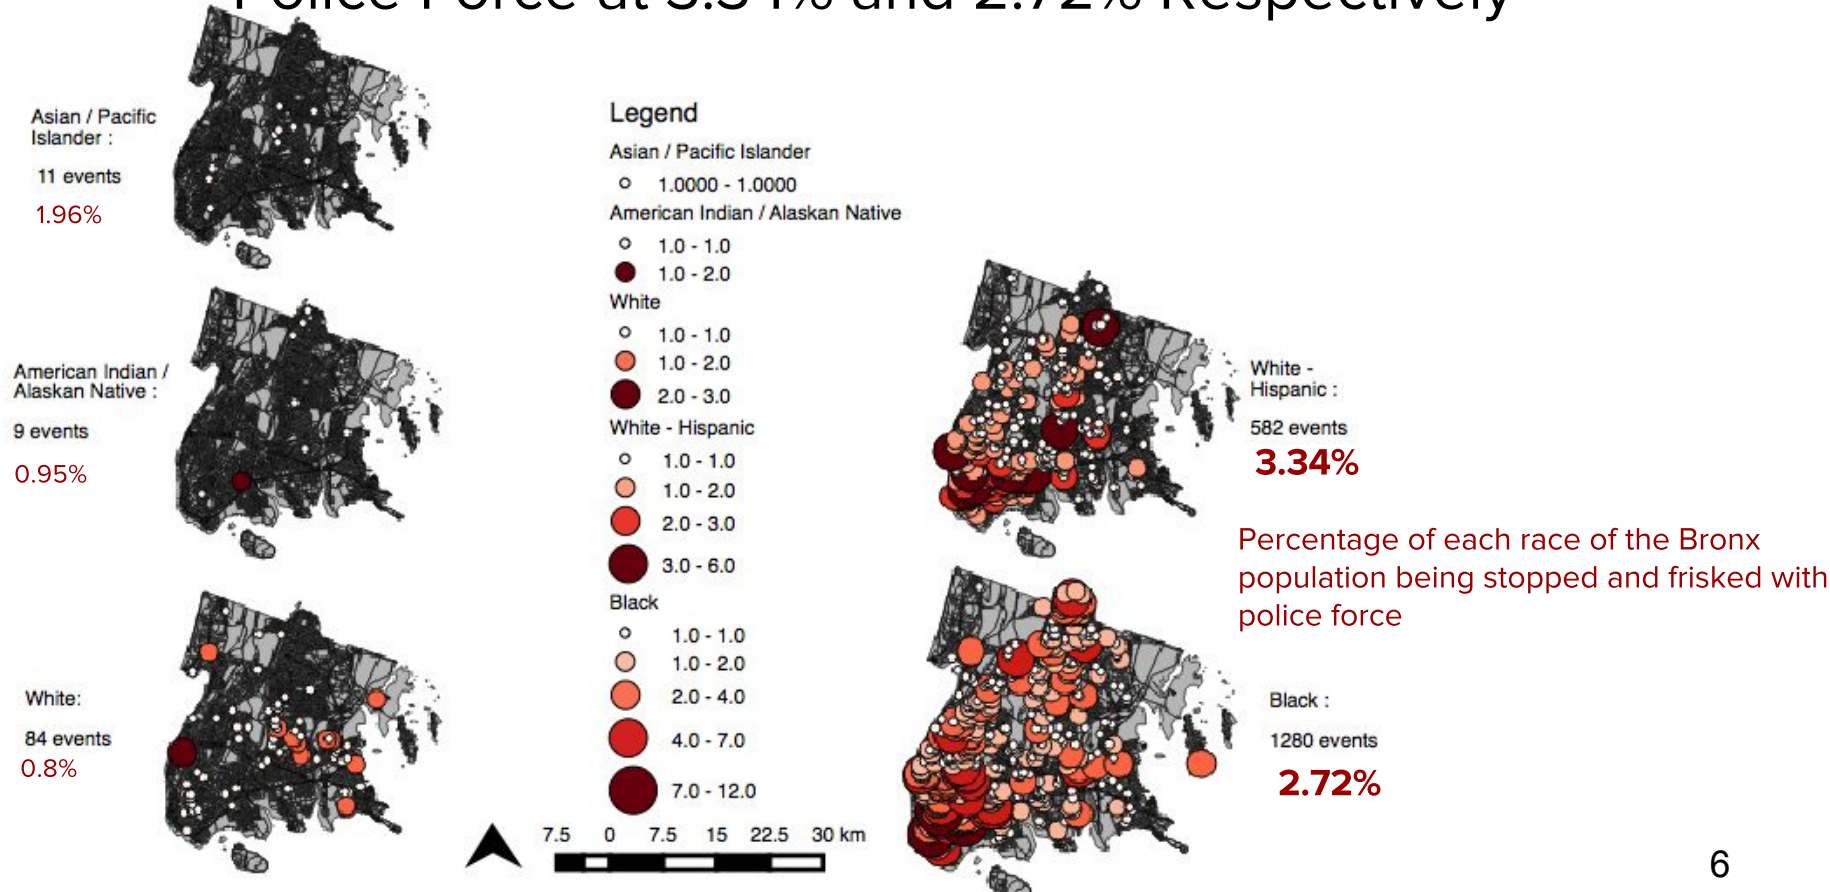 Police Force at 3.34% and 2.72% Respectively
Asian / Pacific
Islander :
11 events
1.96%
American Indian /
Alaskan Native :
9 events
0.95%
White:
84 events
0.8%
Legend
Asian / Pacific Islander
1.0000 - 1.0000
American Indian / Alaskan Native
1.0 - 1.0
1.0 - 2.0
White
1.0 - 1.0
1.0 - 2.0
2.0 - 3.0
White - Hispanic
1.0 - 1.0
1.0 - 2.0
2.0 - 3.0
3.0 - 6.0
Black
1.0 - 1.0
1.0 - 2.0
2.0 - 4.0
4.0 - 7.0
7.0 - 12.0
7.5 0 7.5 15 22.5 30 km
White -
Hispanic :
582 events
3.34%
Percentage of each race of the Bronx
population being stopped and frisked with
police force
Black :
1280 events
2.72%
6